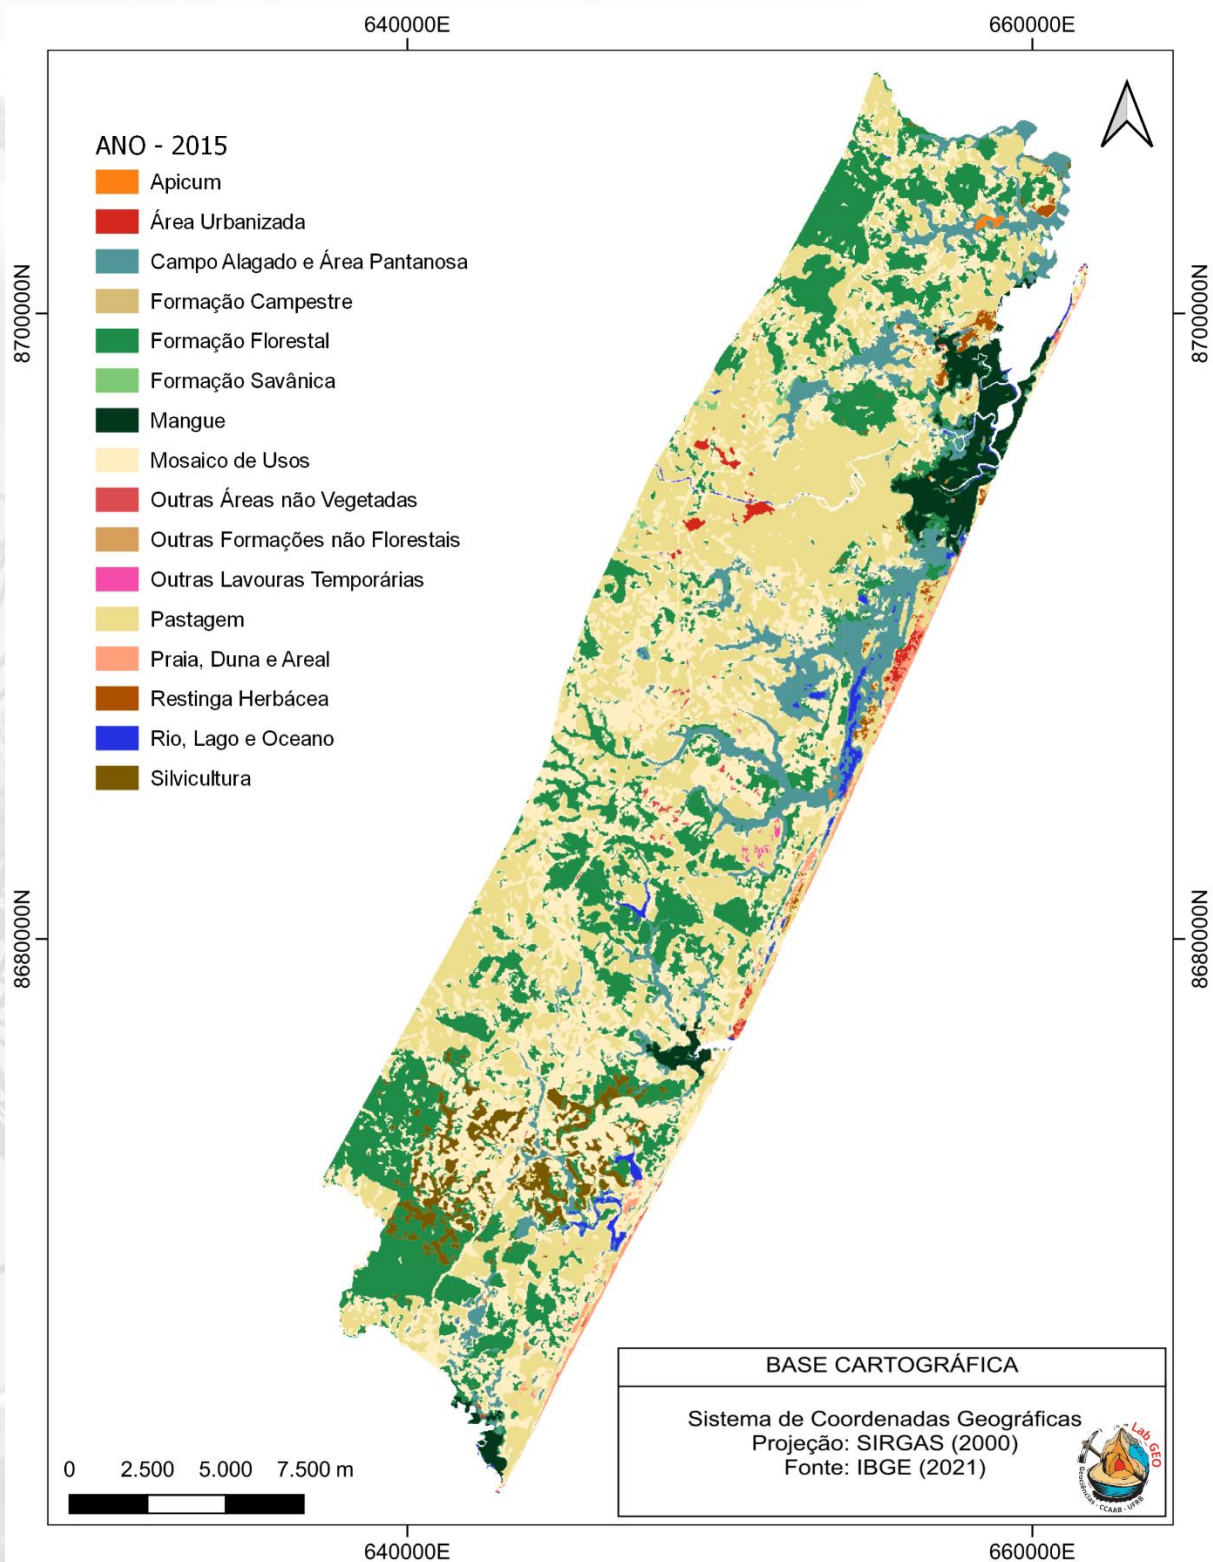 640000E
660000E
ANO - 2015
Apicum
Área Urbanizada
Campo Alagado e Área Pantanosa
Formação Campestre
Formação Florestal
Formação Savânica
Mangue
Mosaico de Usos
Outras Áreas não Vegetadas
Outras Formações não Florestais
Outras Lavouras Temporárias
Pastagem
Praia, Duna e Areal
Restinga Herbácea
Rio, Lago e Oceano
Silvicultura
8700000N
8700000N
8680000N
8680000N
BASE CARTOGRÁFICA
Sistema de Coordenadas Geográficas
Projeção: SIRGAS (2000)
Fonte: IBGE (2021)
Lab GEO
Geociências - CCAAB - UFRB
0 2.500 5.000 7.500 m
640000E
660000E